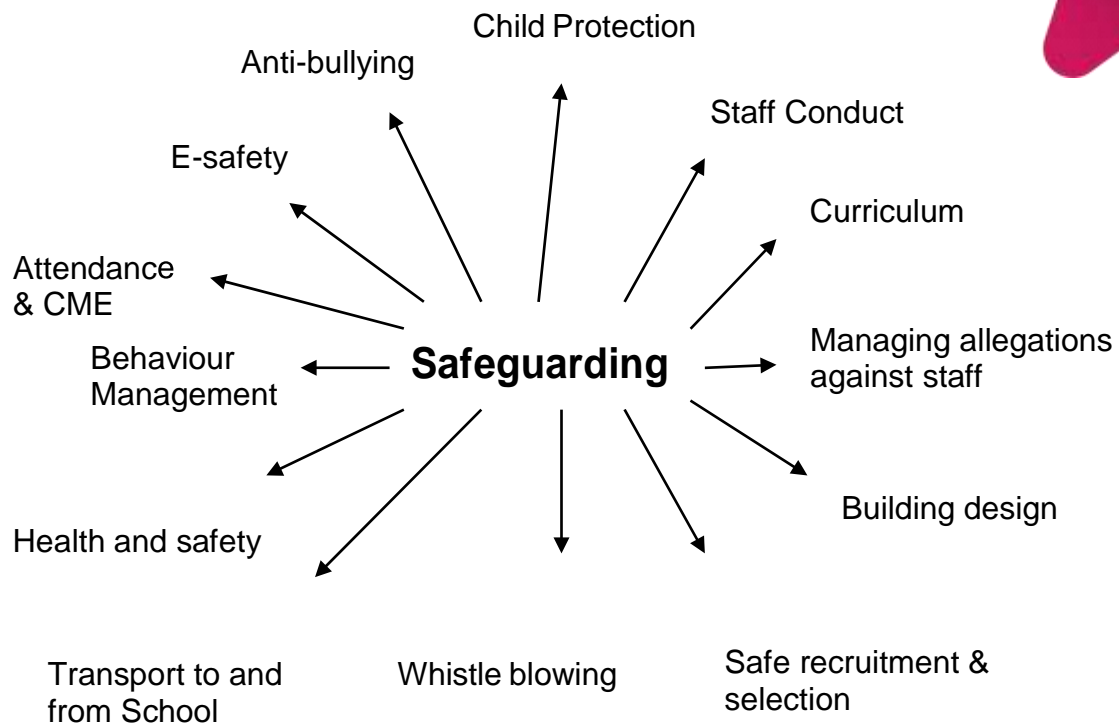 Child Protection
Anti-bullying
Staff Conduct
E-safety
Curriculum
Attendance
& CME
Behaviour
Management
Safeguarding
Managing allegations
against staff
Building design
Health and safety
Transport to and
from School
Whistle blowing
Safe recruitment &
selection